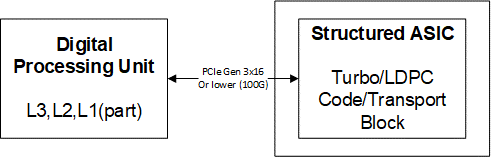 Digital
Processing Unit
L3,L2,L1(part)
PCIe Gen 3x16
Or lower (100G)
Structured ASIC
Turbo/LDPC
Code/Transport
Block